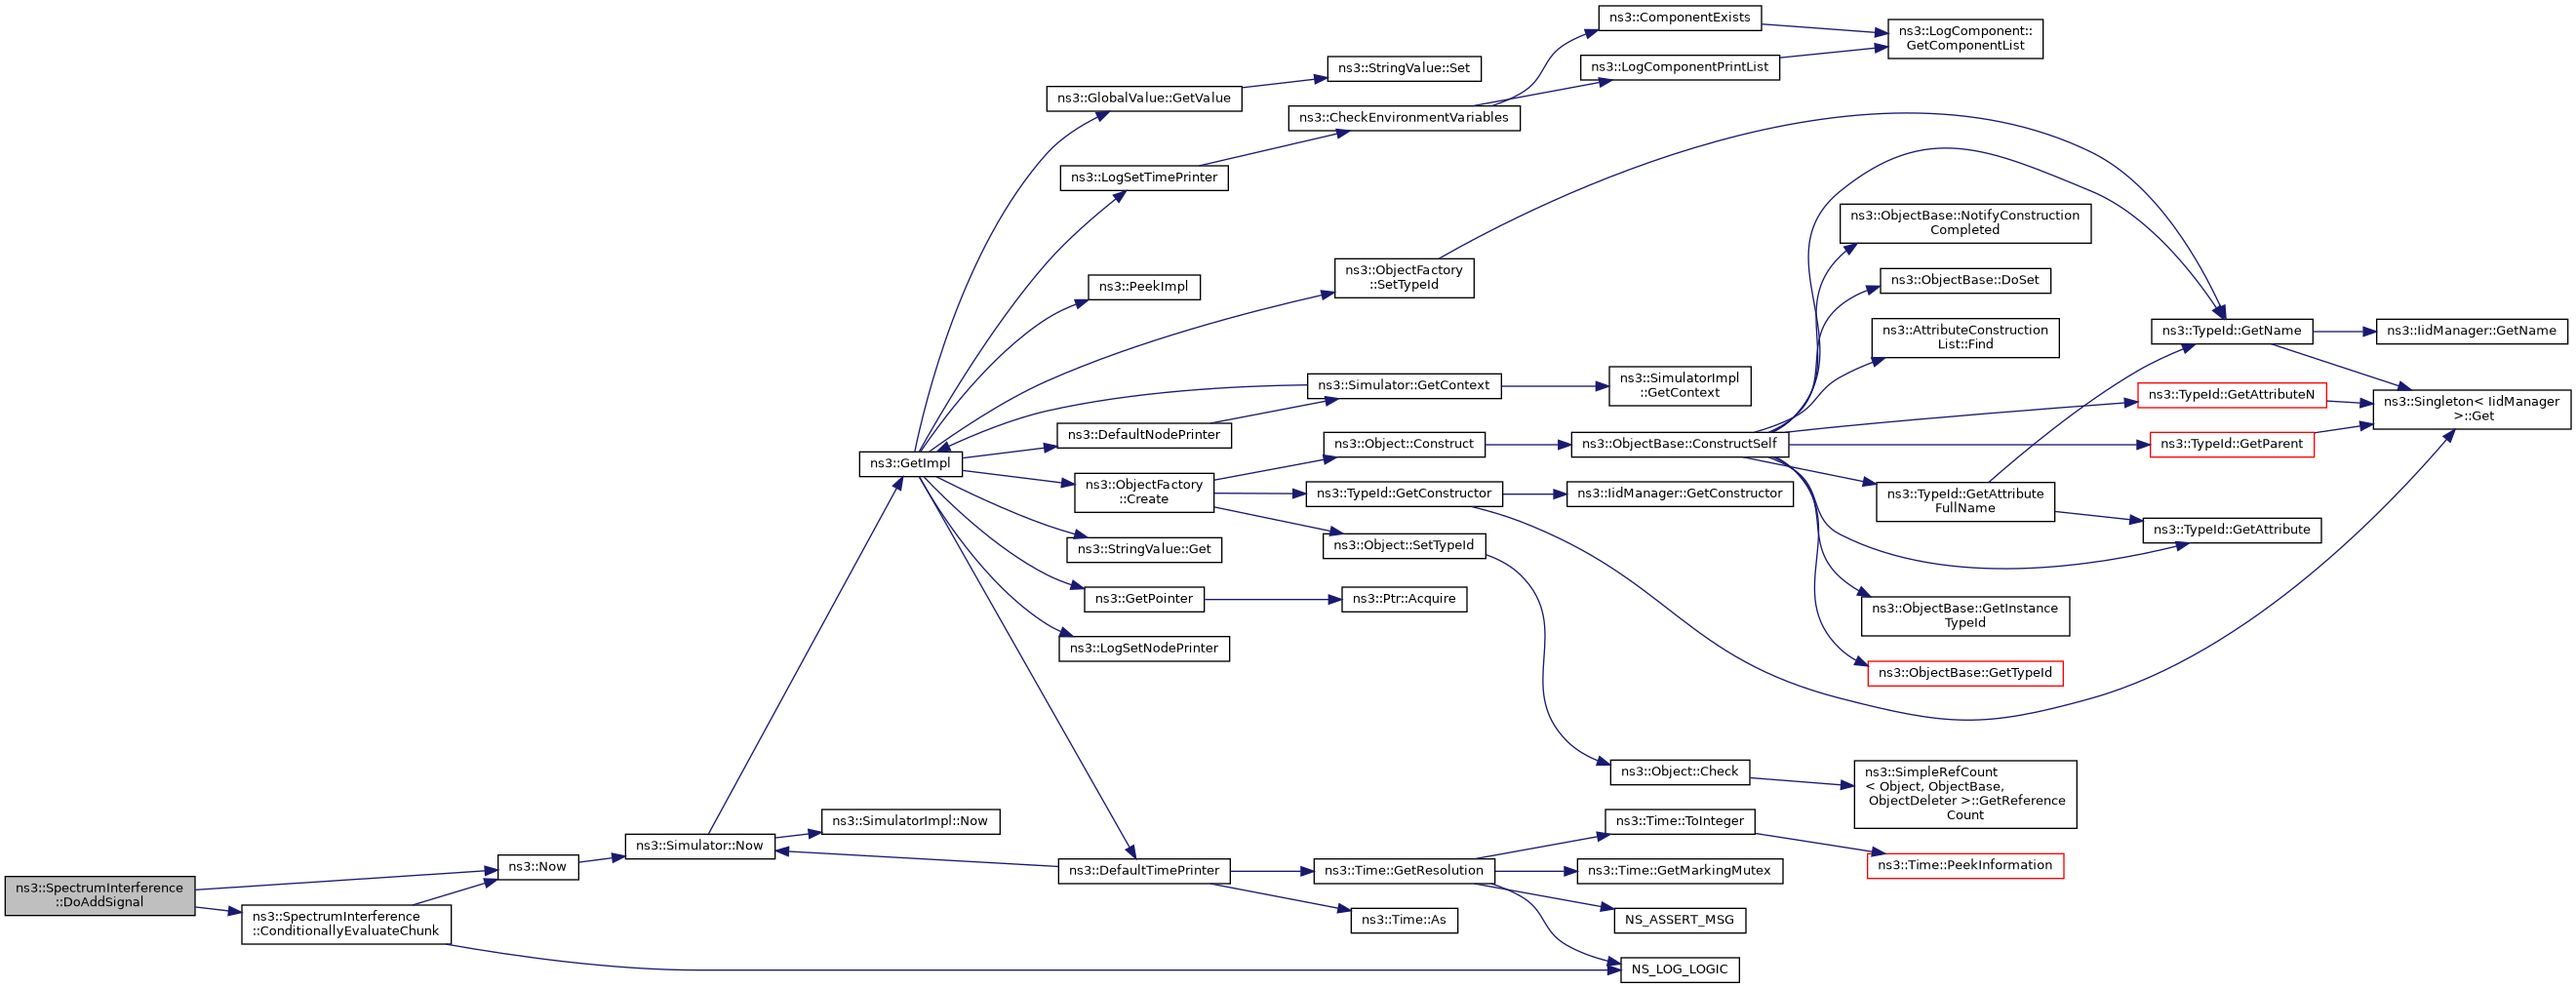 ns3::SpectrumInterference
::DoAddSignal
ns3::SpectrumInterference
::ConditionallyEvaluateChunk
ns3::Now
ns3::Simulator::Now
ns3::SimulatorImpl::Now
ns3::GetImpl
ns3::GlobalValue::GetValue
ns3::LogSetTimePrinter
ns3::PeekImpl
ns3::DefaultNodePrinter
ns3::ObjectFactory
::Create
ns3::StringValue::Get
ns3::GetPointer
ns3::LogSetNodePrinter
ns3::DefaultTimePrinter
ns3::StringValue::Set
ns3::CheckEnvironmentVariables
ns3::ObjectFactory
::SetTypeId
ns3::Simulator::GetContext
ns3::Object::Construct
ns3::TypeId::GetConstructor
ns3::Object::SetTypeId
ns3::Ptr::Acquire
ns3::Time::GetResolution
ns3::Time::As
ns3::ComponentExists
ns3::LogComponentPrintList
ns3::SimulatorImpl
::GetContext
ns3::ObjectBase::ConstructSelf
ns3::IidManager::GetConstructor
ns3::Object::Check
ns3::Time::ToInteger
ns3::Time::GetMarkingMutex
NS_ASSERT_MSG
NS_LOG_LOGIC
ns3::LogComponent::
GetComponentList
ns3::ObjectBase::NotifyConstruction
Completed
ns3::ObjectBase::DoSet
ns3::AttributeConstruction
List::Find
ns3::TypeId::GetAttribute
FullName
ns3::ObjectBase::GetInstance
TypeId
ns3::ObjectBase::GetTypeId
ns3::SimpleRefCount
< Object, ObjectBase,
ObjectDeleter >::GetReference
Count
ns3::Time::PeekInformation
ns3::TypeId::GetName
ns3::TypeId::GetAttributeN
ns3::TypeId::GetParent
ns3::TypeId::GetAttribute
ns3::IidManager::GetName
ns3::Singleton< IidManager
>::Get